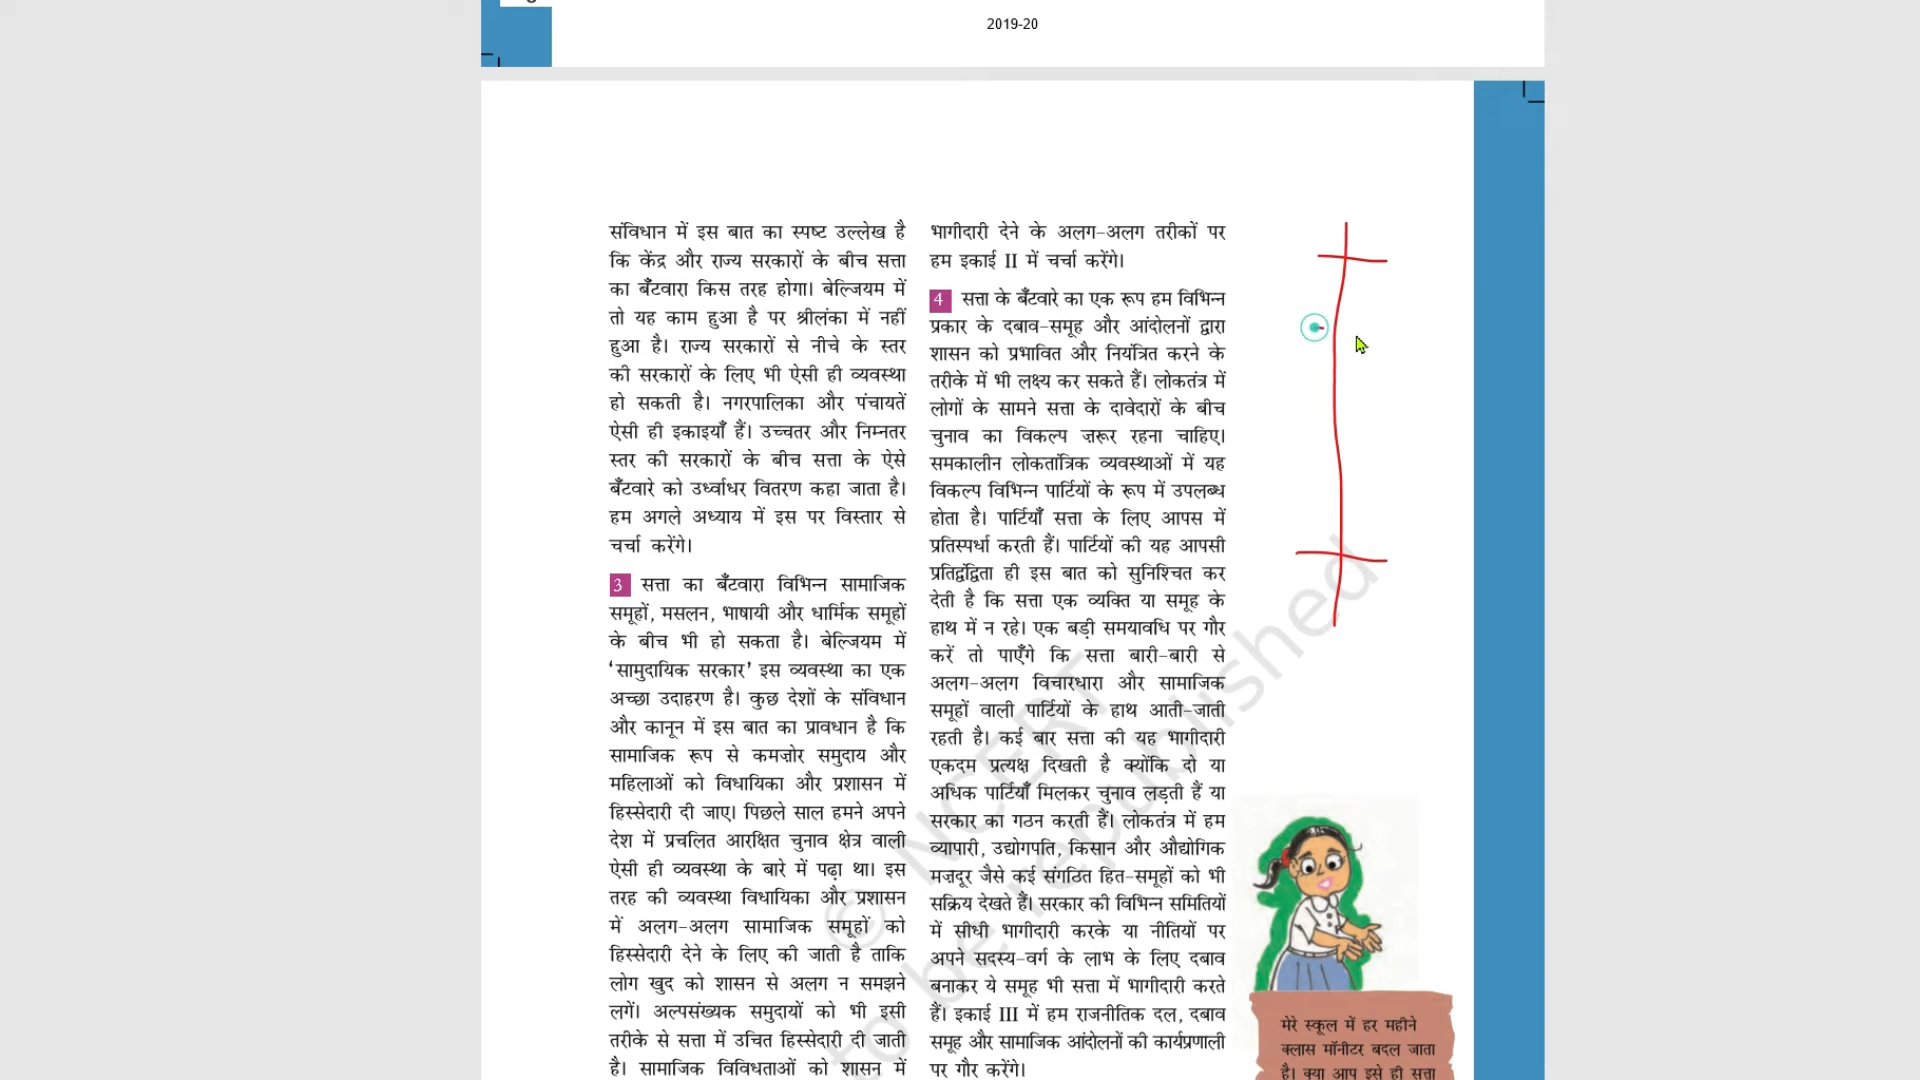 2019-20
संविधान में इस बात का स्पष्ट उल्लेख है
कि केंद्र और राज्य सरकारों के बीच सत्ता
का बँटवारा किस तरह होगा। बेल्जियम में
तो यह काम हुआ है पर श्रीलंका में नहीं
हुआ है। राज्य सरकारों से नीचे के स्तर
की सरकारों के लिए भी ऐसी ही व्यवस्था
हो सकती है। नगरपालिका और पंचायतें
ऐसी ही इकाइयाँ हैं। उच्चतर और निम्नतर
स्तर की सरकारों के बीच सत्ता के ऐसे
बँटवारे को उर्ध्वाधर वितरण कहा जाता है।
हम अगले अध्याय में इस पर विस्तार से
चर्चा करेंगे।
3 सत्ता का बँटवारा विभिन्न सामाजिक
समूहों, मसलन, भाषायी और धार्मिक समूहों
के बीच भी हो सकता है। बेल्जियम में
‘सामुदायिक सरकार’ इस व्यवस्था का एक
अच्छा उदाहरण है। कुछ देशों के संविधान
और कानून में इस बात का प्रावधान है कि
सामाजिक रूप से कमज़ोर समुदाय और
महिलाओं को विधायिका और प्रशासन में
हिस्सेदारी दी जाए। पिछले साल हमने अपने
देश में प्रचलित आरक्षित चुनाव क्षेत्र वाली
ऐसी ही व्यवस्था के बारे में पढ़ा था। इस
तरह की व्यवस्था विधायिका और प्रशासन
में अलग-अलग सामाजिक समूहों को
हिस्सेदारी देने के लिए की जाती है ताकि
लोग खुद को शासन से अलग न समझने
लगें। अल्पसंख्यक समुदायों को भी इसी
तरीके से सत्ता में उचित हिस्सेदारी दी जाती
है। सामाजिक विविधताओं को शासन में
भागीदारी देने के अलग-अलग तरीकों पर
हम इकाई II में चर्चा करेंगे।
4 सत्ता के बँटवारे का एक रूप हम विभिन्न
प्रकार के दबाव-समूह और आंदोलनों द्वारा
शासन को प्रभावित और नियंत्रित करने के
तरीके में भी लक्ष्य कर सकते हैं। लोकतंत्र में
लोगों के सामने सत्ता के दावेदारों के बीच
चुनाव का विकल्प ज़रूर रहना चाहिए।
समकालीन लोकतांत्रिक व्यवस्थाओं में यह
विकल्प विभिन्न पार्टियों के रूप में उपलब्ध
होता है। पार्टियाँ सत्ता के लिए आपस में
प्रतिस्पर्धा करती हैं। पार्टियों की यह आपसी
प्रतिद्वंद्विता ही इस बात को सुनिश्चित कर
देती है कि सत्ता एक व्यक्ति या समूह के
हाथ में न रहे। एक बड़ी समयावधि पर गौर
करें तो पाएँगे कि सत्ता बारी-बारी से
अलग-अलग विचारधारा और सामाजिक
समूहों वाली पार्टियों के हाथ आती-जाती
रहती है। कई बार सत्ता की यह भागीदारी
एकदम प्रत्यक्ष दिखती है क्योंकि दो या
अधिक पार्टियाँ मिलकर चुनाव लड़ती हैं या
सरकार का गठन करती हैं। लोकतंत्र में हम
व्यापारी, उद्योगपति, किसान और औद्योगिक
मज़दूर जैसे कई संगठित हित-समूहों को भी
सक्रिय देखते हैं। सरकार की विभिन्न समितियों
में सीधी भागीदारी करके या नीतियों पर
अपने सदस्य-वर्ग के लाभ के लिए दबाव
बनाकर ये समूह भी सत्ता में भागीदारी करते
हैं। इकाई III में हम राजनीतिक दल, दबाव
समूह और सामाजिक आंदोलनों की कार्यप्रणाली
पर गौर करेंगे।
मेरे स्कूल में हर महीने
क्लास मॉनीटर बदल जाता
है। क्या आप इसे ही सत्ता
© NCERT
to be republished